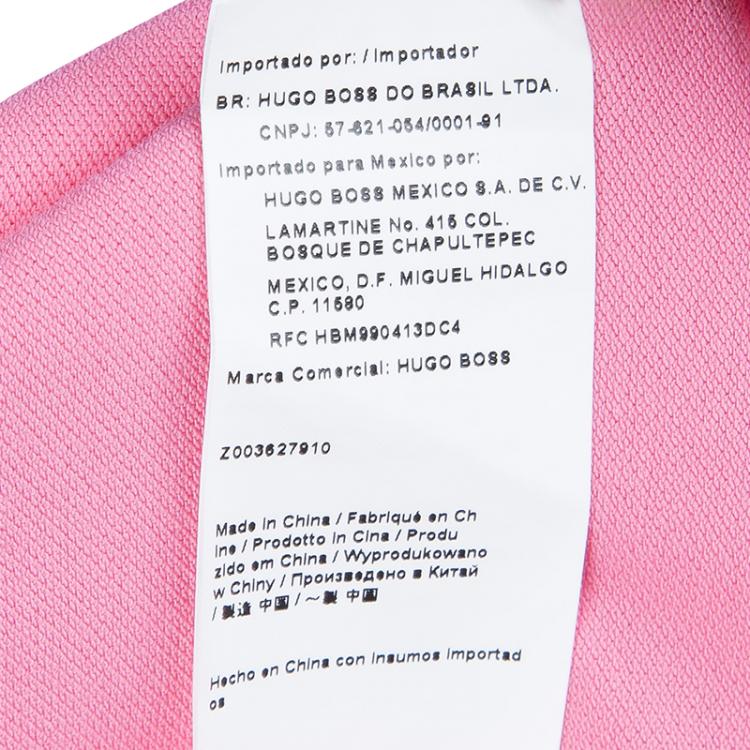 Importado por: / Importador
BR: HUGO BOSS DO BRASIL LTDA.
CNPJ: 57-621-054/0001-91
Importado para Mexico por:
HUGO BOSS MEXICO S.A. DE C.V.
LAMARTINE No. 415 COL.
BOSQUE DE CHAPULTEPEC
MEXICO, D.F. MIGUEL HIDALGO
C.P. 11580
RFC HBM990413DC4
Marca Comercial: HUGO BOSS
Z003627910
Made in China / Fabriqué en Ch
ine / Prodotto in Cina / Produ
zido em China / Wyprodukowano
w Chiny / Произведено в Китай
/ 製造 中國 / ～製 中國
Hecho en China con insumos importad
os